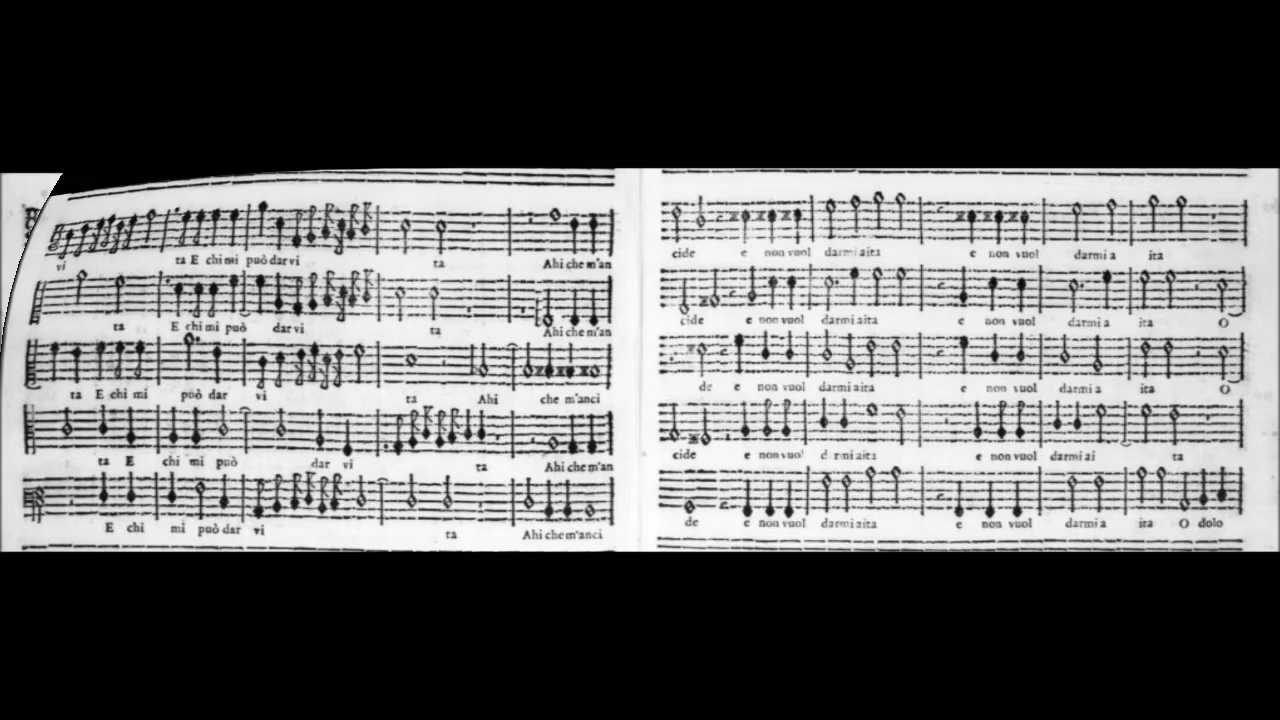 vi ta E chi mi può dar vi ta Ahi che m'an
ta E chi mi può dar vi ta Ahi che m'an
ta E chi mi può dar vi ta Ahi che m'anci
ta E chi mi può dar vi ta Ahi che m'an
E chi mi può dar vi ta Ahi che m'anci
cide e non vuol darmi aita e non vuol darmi a ita
cide e non vuol darmi aita e non vuol darmi a ita O
de e non vuol darmi aita e non vuol darmi a ita O
cide e non vuol d rmi aita e non vuol darmi ai ta
de e non vuol darmi aita e non vuol darmi a ita O dolo